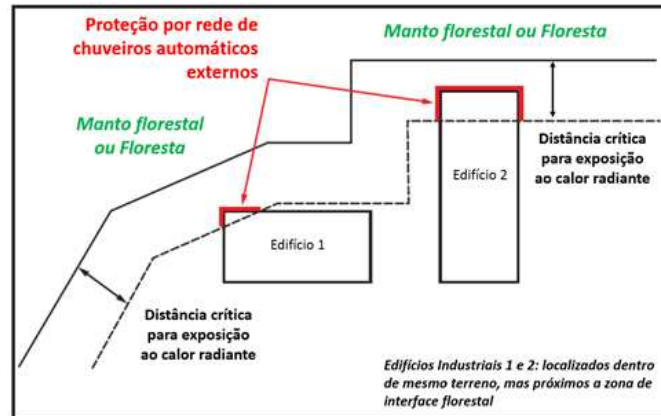 Proteção por rede de
chuveiros automáticos
externos
Manto florestal ou Floresta
Manto florestal
ou Floresta
Distância crítica
para exposição
ao calor radiante
Edifício 2
Edifício 1
Distância crítica
para exposição
ao calor radiante
Edifícios Industriais 1 e 2: localizados dentro
de mesmo terreno, mas próximos a zona de
interface florestal